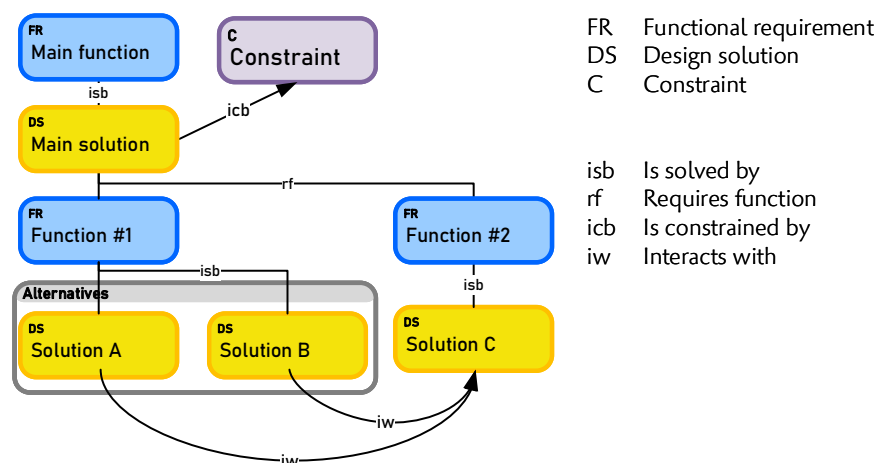 FR
Main function
isb
DS
Main solution
C
Constraint
icb
rf
FR
Function #1
FR
Function #2
isb
isb
Alternatives
DS
Solution A
DS
Solution B
DS
Solution C
iw
iw
FR Functional requirement
DS Design solution
C Constraint
isb Is solved by
rf Requires function
icb Is constrained by
iw Interacts with